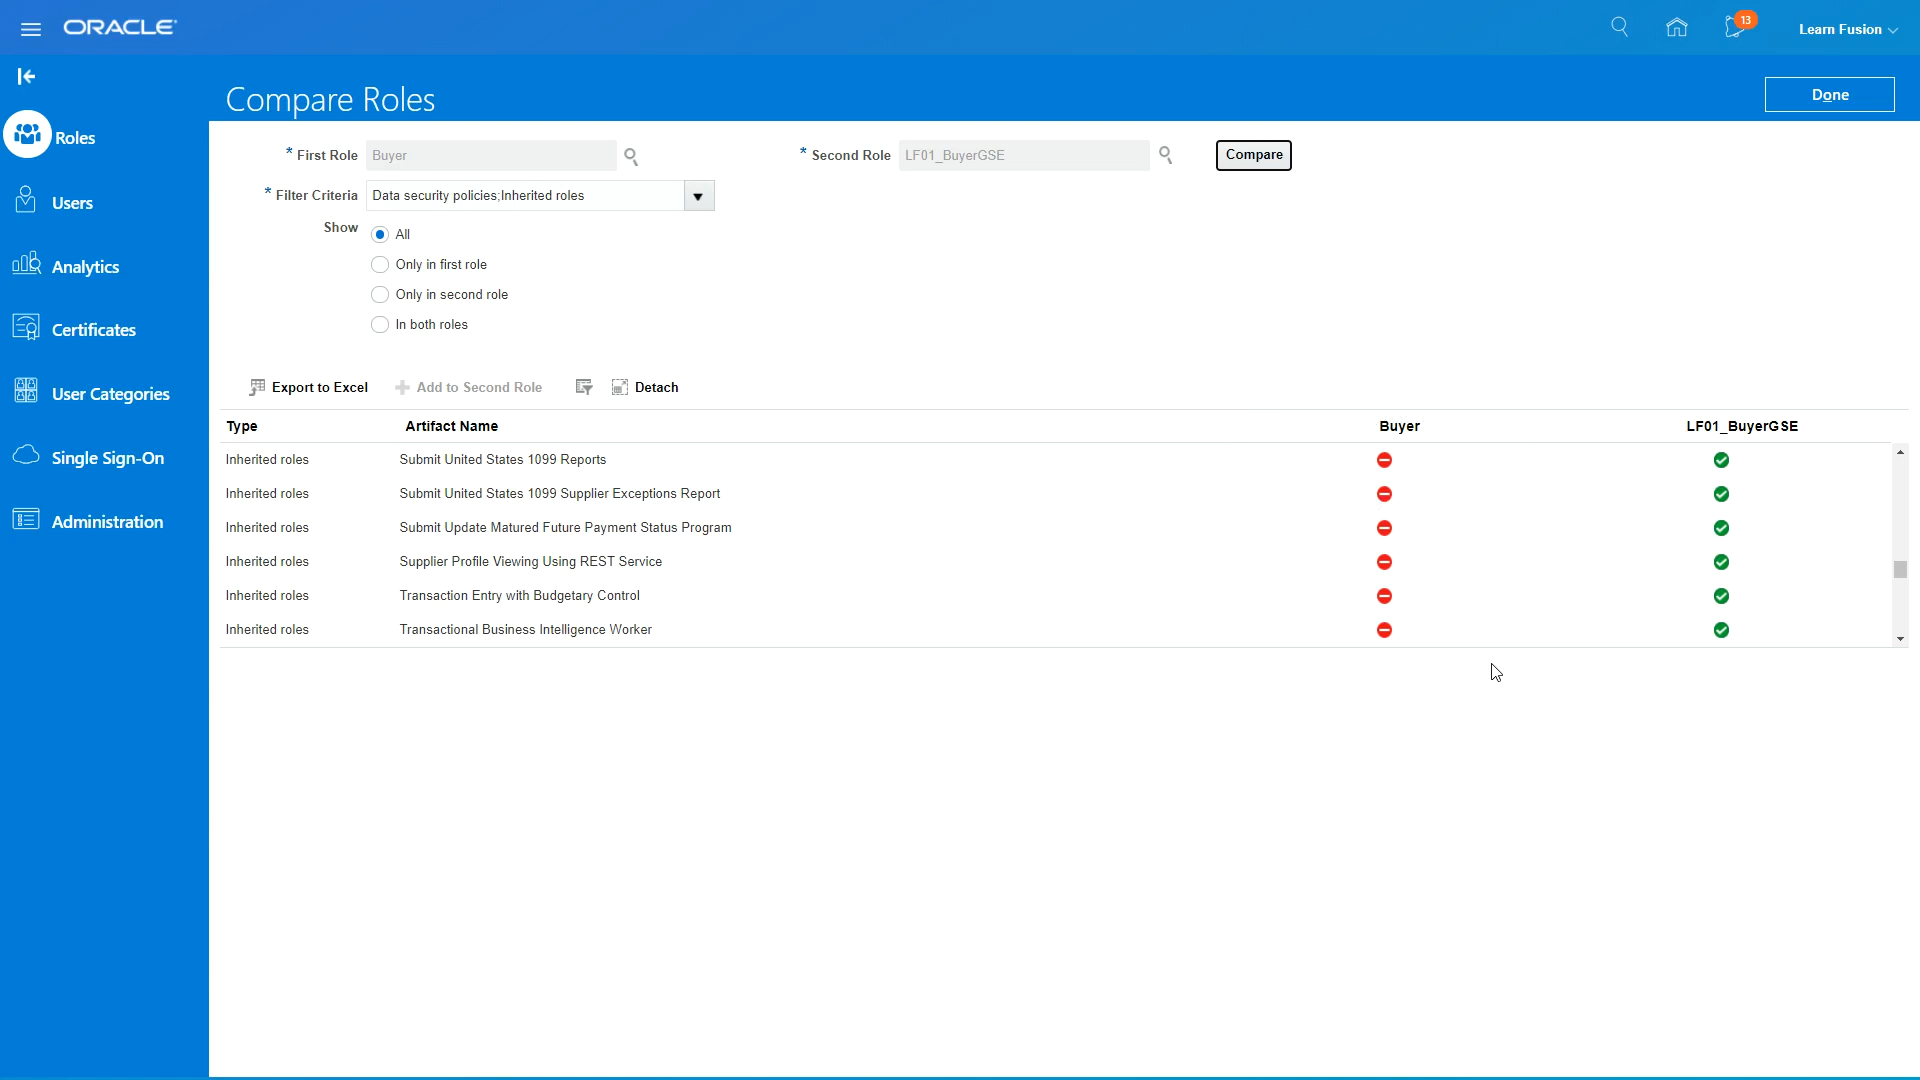 ORACLE
13
Learn Fusion
Compare Roles
Done
Roles
Users
Analytics
Certificates
User Categories
Single Sign-On
Administration
* First Role Buyer
* Second Role LF01_BuyerGSE
Compare
* Filter Criteria Data security policies;Inherited roles
Show
All
Only in first role
Only in second role
In both roles
Export to Excel Add to Second Role Detach
Type Artifact Name Buyer LF01_BuyerGSE
Inherited roles Submit United States 1099 Reports
Inherited roles Submit United States 1099 Supplier Exceptions Report
Inherited roles Submit Update Matured Future Payment Status Program
Inherited roles Supplier Profile Viewing Using REST Service
Inherited roles Transaction Entry with Budgetary Control
Inherited roles Transactional Business Intelligence Worker